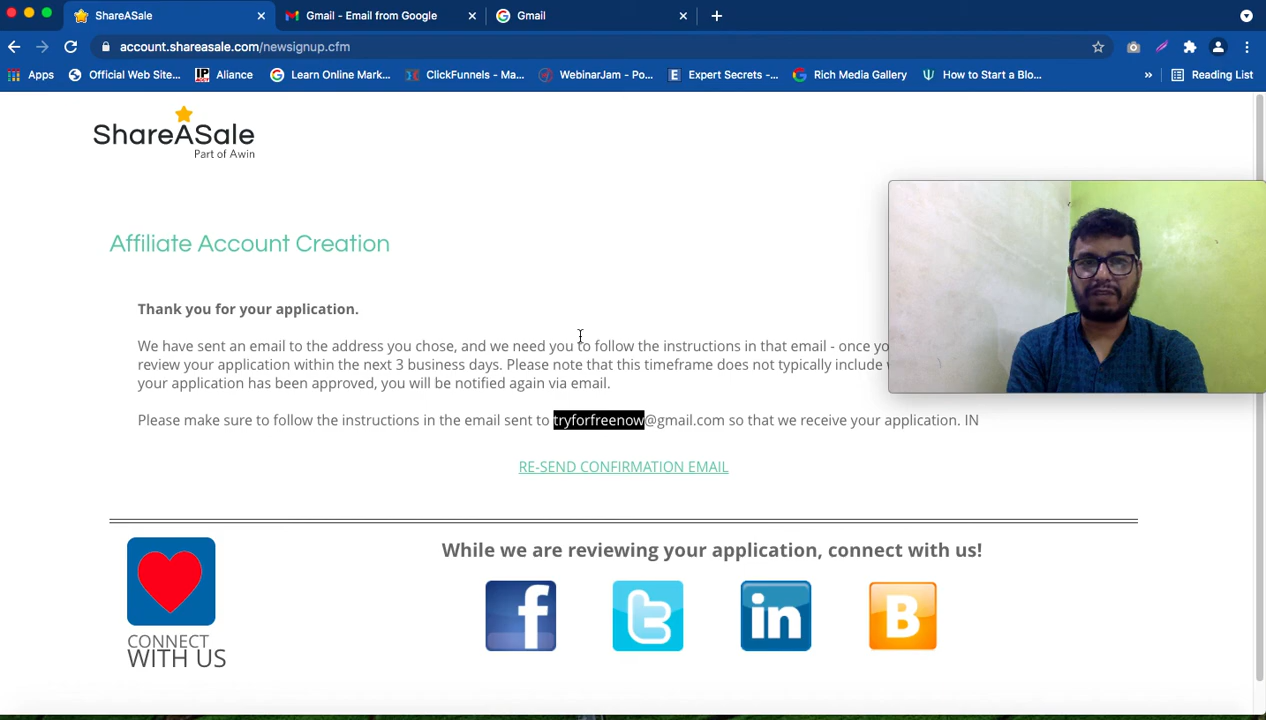 ShareASale
Gmail - Email from Google
Gmail
account.shareasale.com/newsignup.cfm
Apps
Official Web Site...
Aliance
Learn Online Mark...
ClickFunnels - Ma...
WebinarJam - Po...
Expert Secrets -...
Rich Media Gallery
How to Start a Blo...
»
Reading List
ShareASale
Part of Awin
Affiliate Account Creation
Thank you for your application.
We have sent an email to the address you chose, and we need you to follow the instructions in that email - once yo
review your application within the next 3 business days. Please note that this timeframe does not typically include
your application has been approved, you will be notified again via email.
Please make sure to follow the instructions in the email sent to tryforfreenow@gmail.com so that we receive your application. IN
RE-SEND CONFIRMATION EMAIL
While we are reviewing your application, connect with us!
CONNECT
WITH US
f
t
in
B